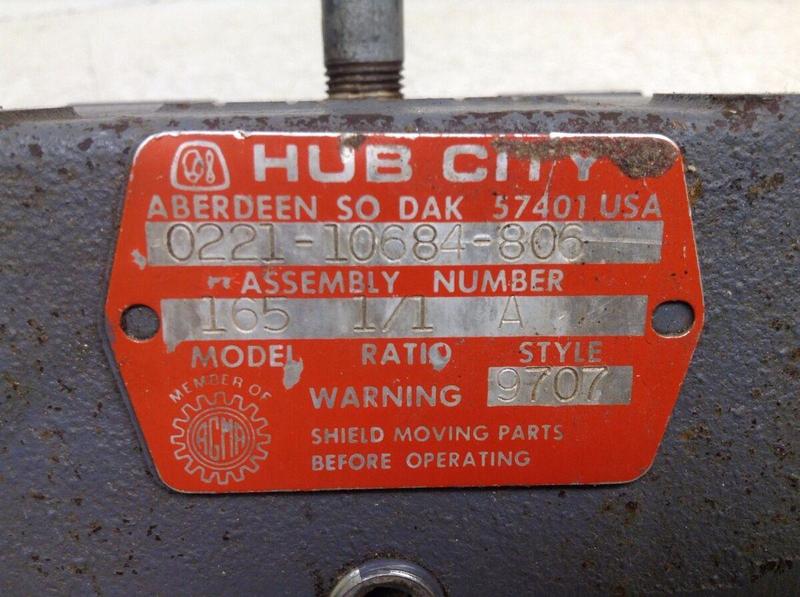 HUB CITY
ABERDEEN SO DAK 57401 USA
0221-10684-806
ASSEMBLY NUMBER
165 1/1 A
MODEL RATIO STYLE
9707
WARNING
SHIELD MOVING PARTS
BEFORE OPERATING
MEMBER OF
AGMA